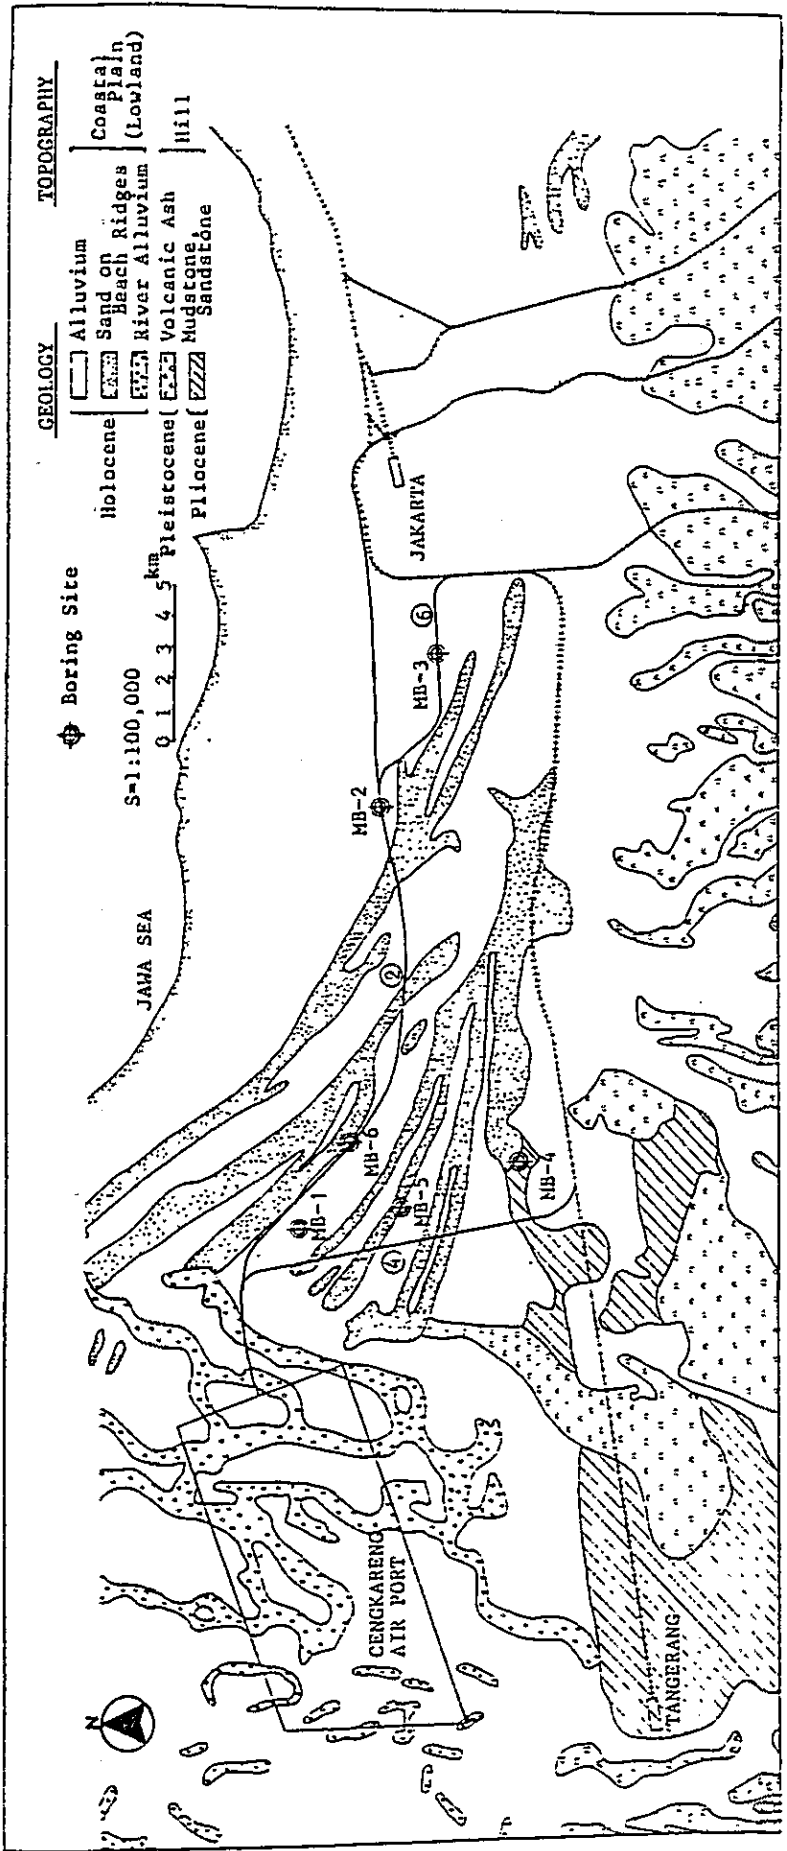 GEOLOGY
TOPOGRAPHY
Holocene
Alluvium
Sand on
Beach Ridges
River Alluvium
Coastal
Plain
(Lowland)
Pleistocene
Volcanic Ash
Hill
Pliocene
Mudstone,
Sandstone
Boring Site
S=1:100,000
0 1 2 3 4 5 km
N
JAWA SEA
MB-2
MB-3
6
JAKARTA
2
MB-6
MB-1
MB-5
4
MB-4
CENGKARENG
AIR PORT
TANGERANG